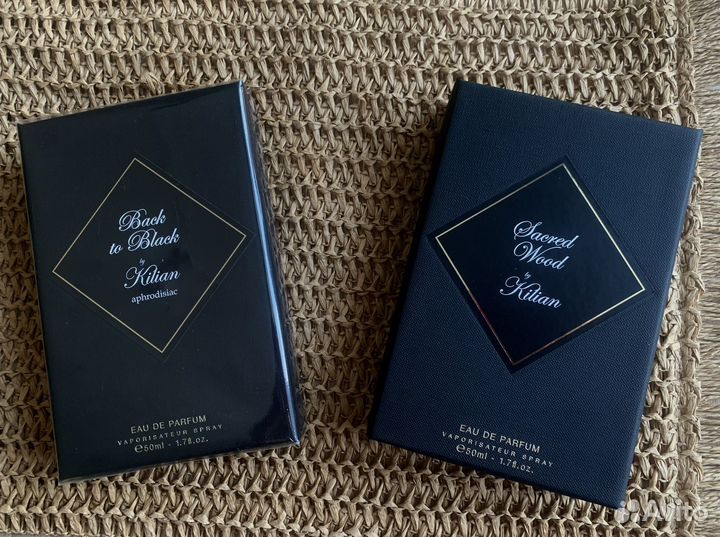 Back
to Black
by
Kilian
aphrodisiac
EAU DE PARFUM
VAPORISATEUR SPRAY
℮50ml - 1.7fl.oz.
Sacred
Wood
by
Kilian
EAU DE PARFUM
VAPORISATEUR SPRAY
℮50ml - 1.7fl.oz.
Avito